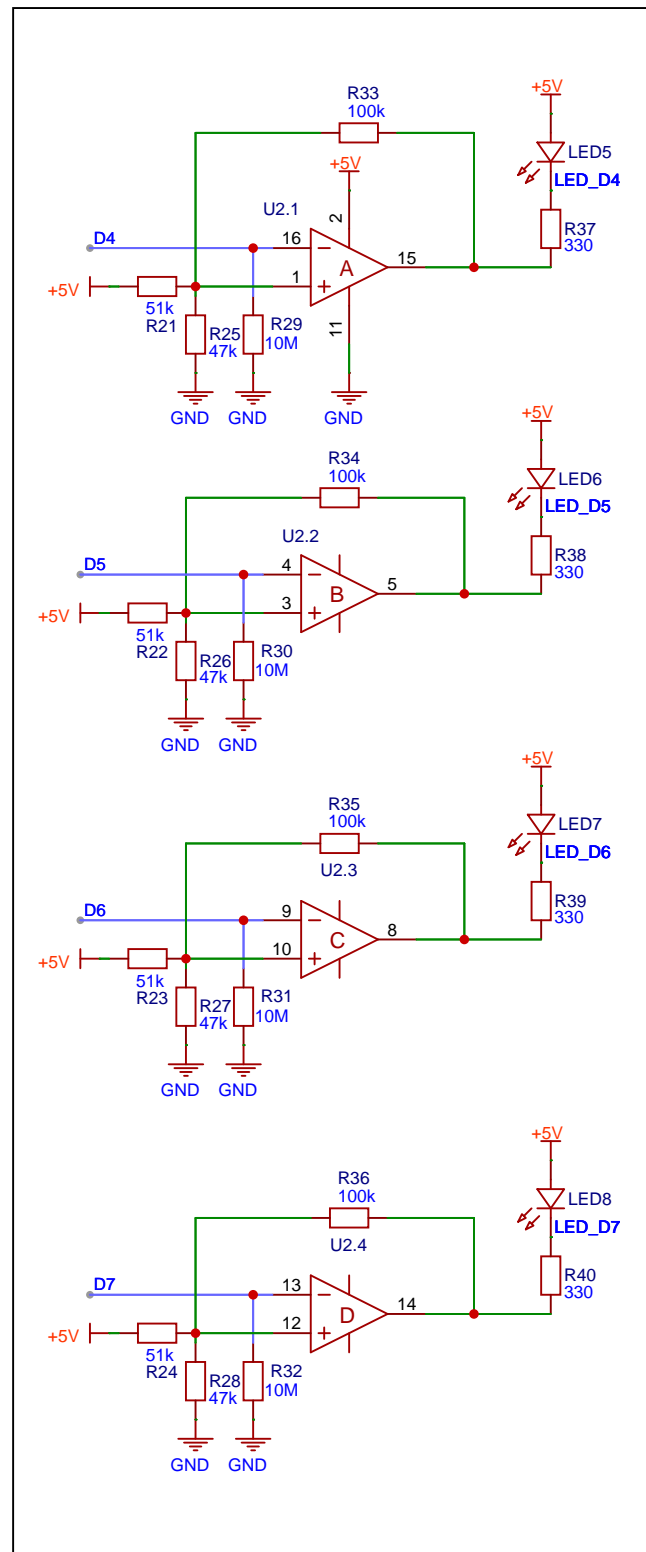 R33
100k
+5V
LED5
LED_D4
R37
330
+5V
U2.1
2
D4
16
1
A
15
+5V
51k
R21
R25
47k
R29
10M
11
GND
GND
GND
R34
100k
+5V
LED6
LED_D5
R38
330
U2.2
D5
4
3
B
5
+5V
51k
R22
R26
47k
R30
10M
GND
GND
R35
100k
U2.3
+5V
LED7
LED_D6
R39
330
D6
9
10
C
8
+5V
51k
R23
R27
47k
R31
10M
GND
GND
R36
100k
U2.4
+5V
LED8
LED_D7
R40
330
D7
13
12
D
14
+5V
51k
R24
R28
47k
R32
10M
GND
GND